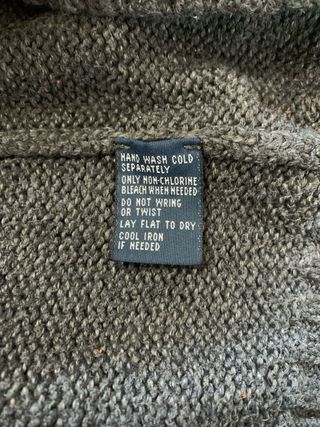 HAND WASH COLD
SEPARATELY
ONLY NON-CHLORINE
BLEACH WHEN NEEDED
DO NOT WRING
OR TWIST
LAY FLAT TO DRY
COOL IRON
IF NEEDED